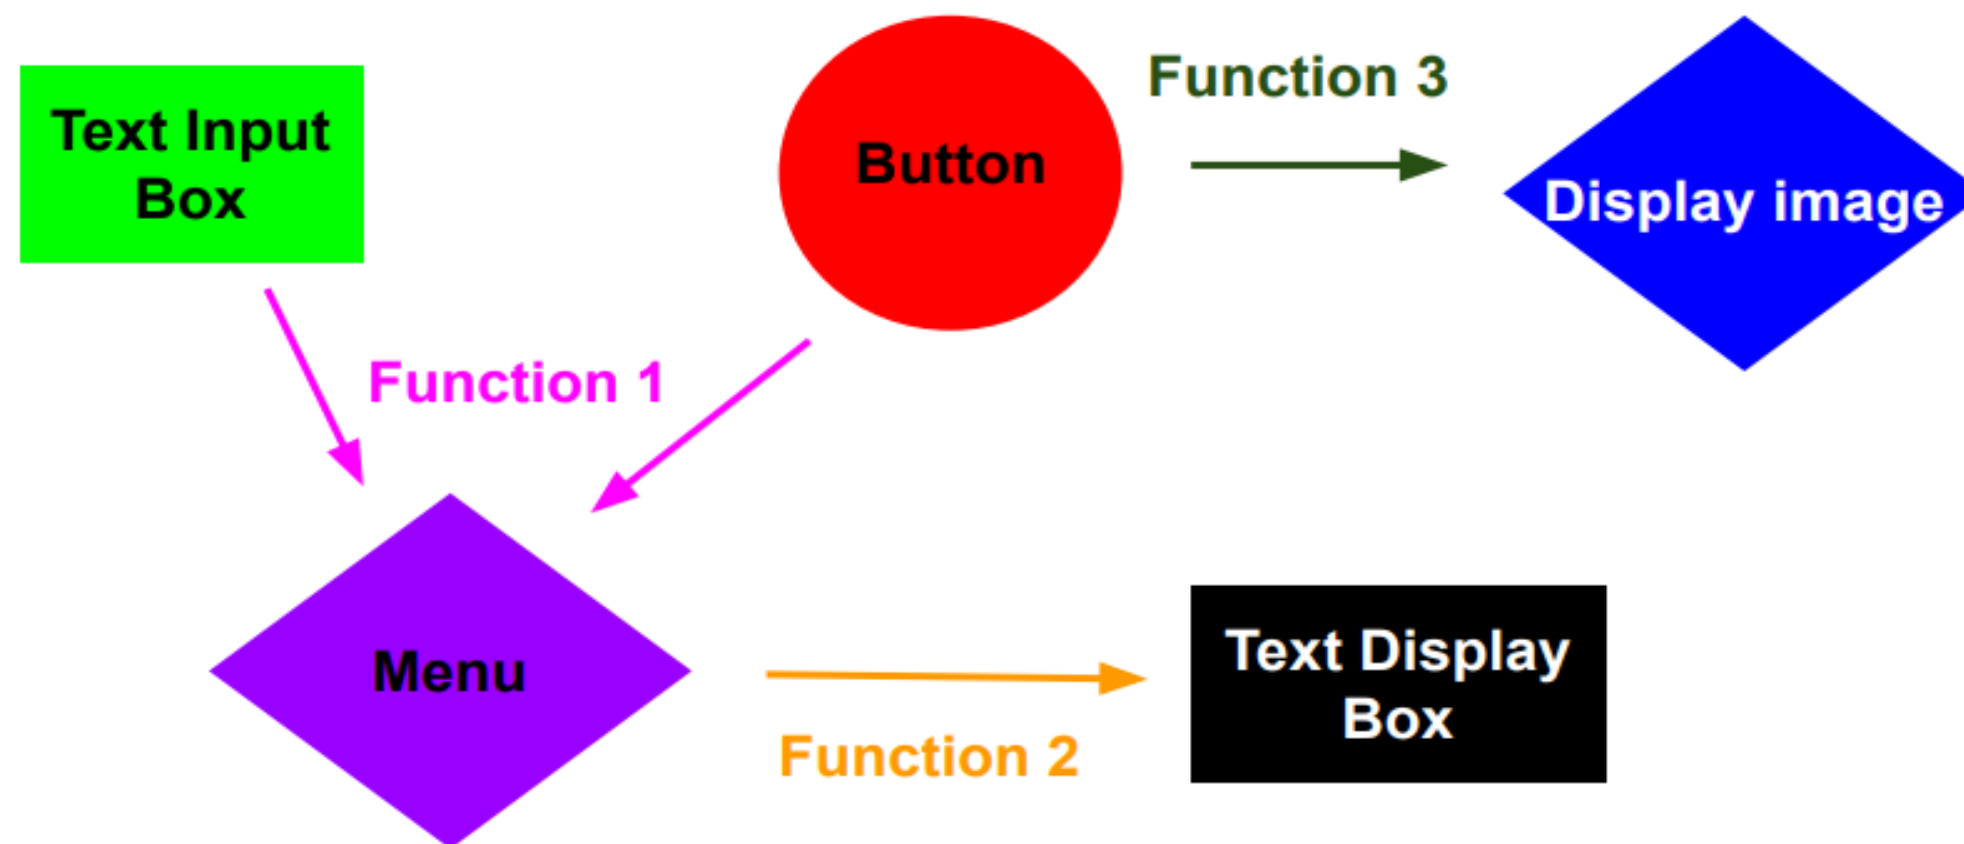 Text Input
Box
Button
Function 3
Display image
Function 1
Menu
Function 2
Text Display
Box